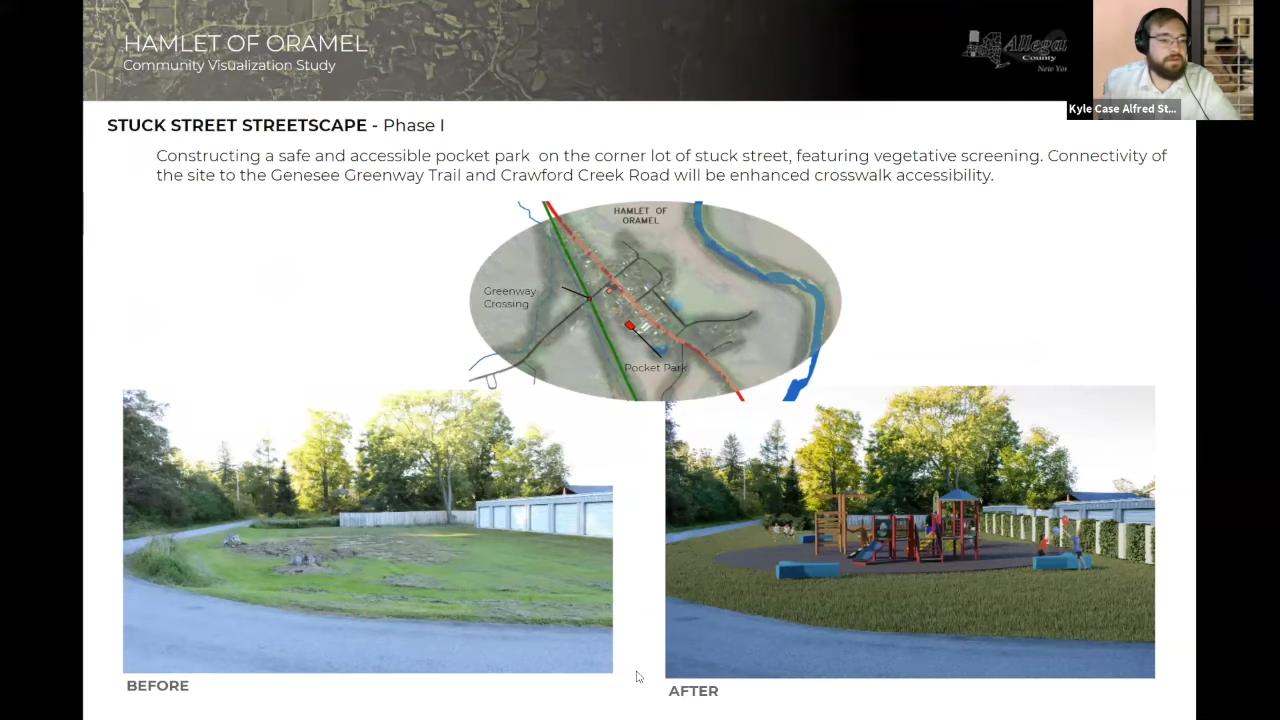 HAMLET OF ORAMEL
Community Visualization Study
County
Kyle Case Alfred St...
STUCK STREET STREETSCAPE - Phase I
Constructing a safe and accessible pocket park on the corner lot of stuck street, featuring vegetative screening. Connectivity of
the site to the Genesee Greenway Trail and Crawford Creek Road will be enhanced crosswalk accessibility.
HAMLET OF
ORAMEL
Greenway
Crossing
Pocket Park
BEFORE
AFTER